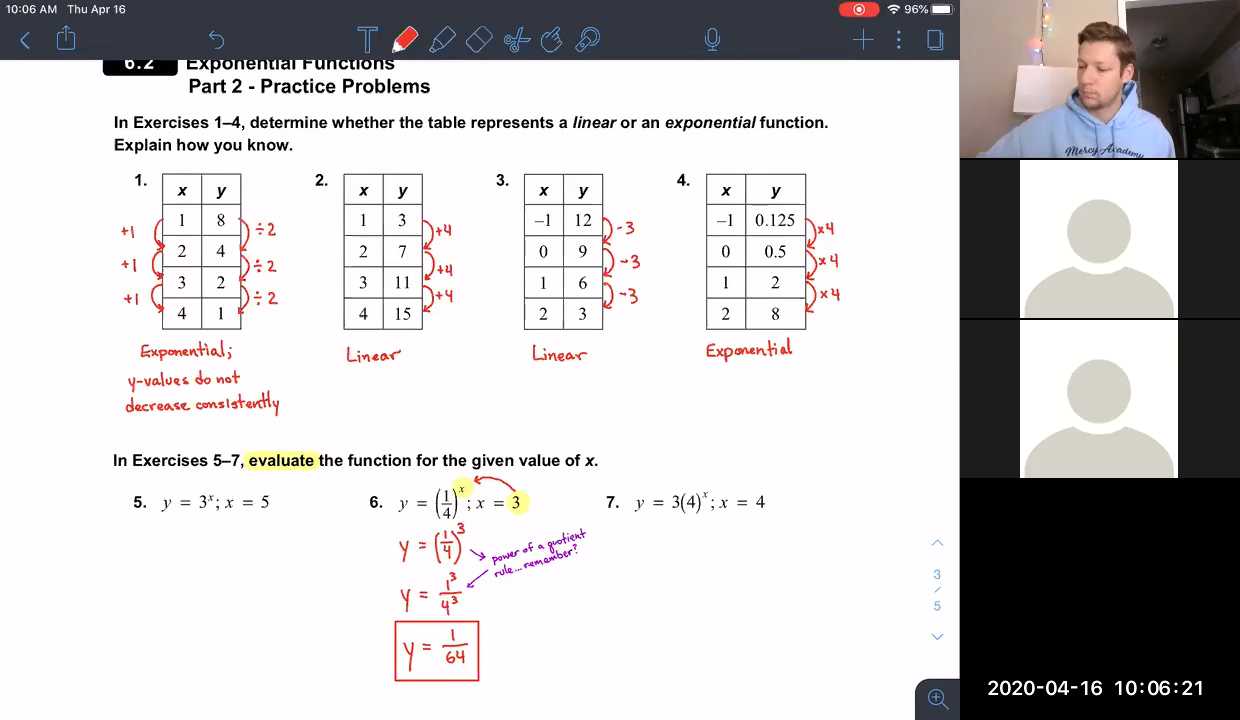 10:06 AM Thu Apr 16
96%
6.2 Exponential Functions
Part 2 - Practice Problems
In Exercises 1–4, determine whether the table represents a linear or an exponential function.
Explain how you know.
1.
x y
1 8
2 4
3 2
4 1
+1
+1
+1
÷2
÷2
÷2
Exponential;
y-values do not
decrease consistently
2.
x y
1 3
2 7
3 11
4 15
+4
+4
+4
Linear
3.
x y
−1 12
0 9
1 6
2 3
-3
-3
-3
Linear
4.
x y
−1 0.125
0 0.5
1 2
2 8
x4
x4
x4
Exponential
In Exercises 5–7, evaluate the function for the given value of x.
5. y = 3^x; x = 5
6. y = (1/4)^x; x = 3
y = (1/4)^3
power of a quotient
rule... remember?
y = 1^3/4^3
y = 1/64
7. y = 3(4)^x; x = 4
3
/
5
Mercy Academy
2020-04-16 10:06:21